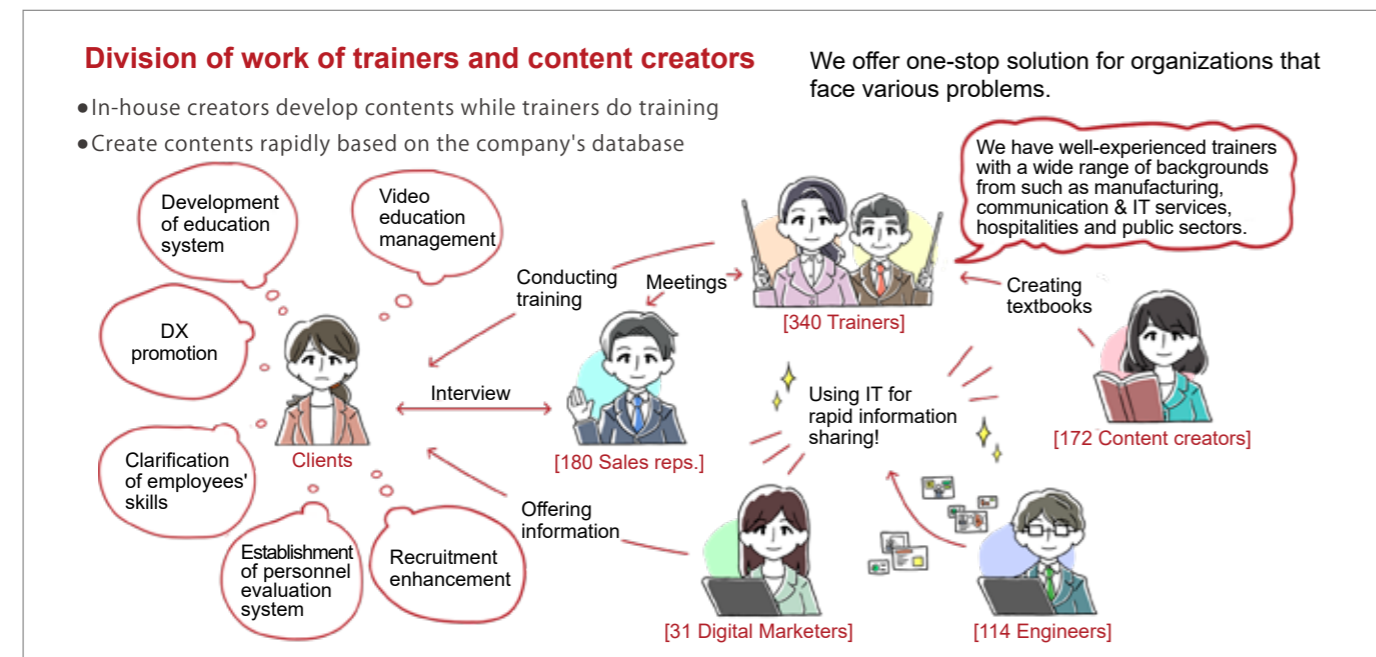 Division of work of trainers and content creators
●In-house creators develop contents while trainers do training
●Create contents rapidly based on the company's database
We offer one-stop solution for organizations that
face various problems.
We have well-experienced trainers
with a wide range of backgrounds
from such as manufacturing,
communication & IT services,
hospitalities and public sectors.
Development
of education
system
Video
education
management
DX
promotion
Clarification
of employees'
skills
Establishment
of personnel
evaluation
system
Recruitment
enhancement
Clients
Conducting
training
Meetings
Interview
Offering
information
[180 Sales reps.]
[340 Trainers]
Creating
textbooks
[172 Content creators]
Using IT for
rapid information
sharing!
[31 Digital Marketers]
[114 Engineers]